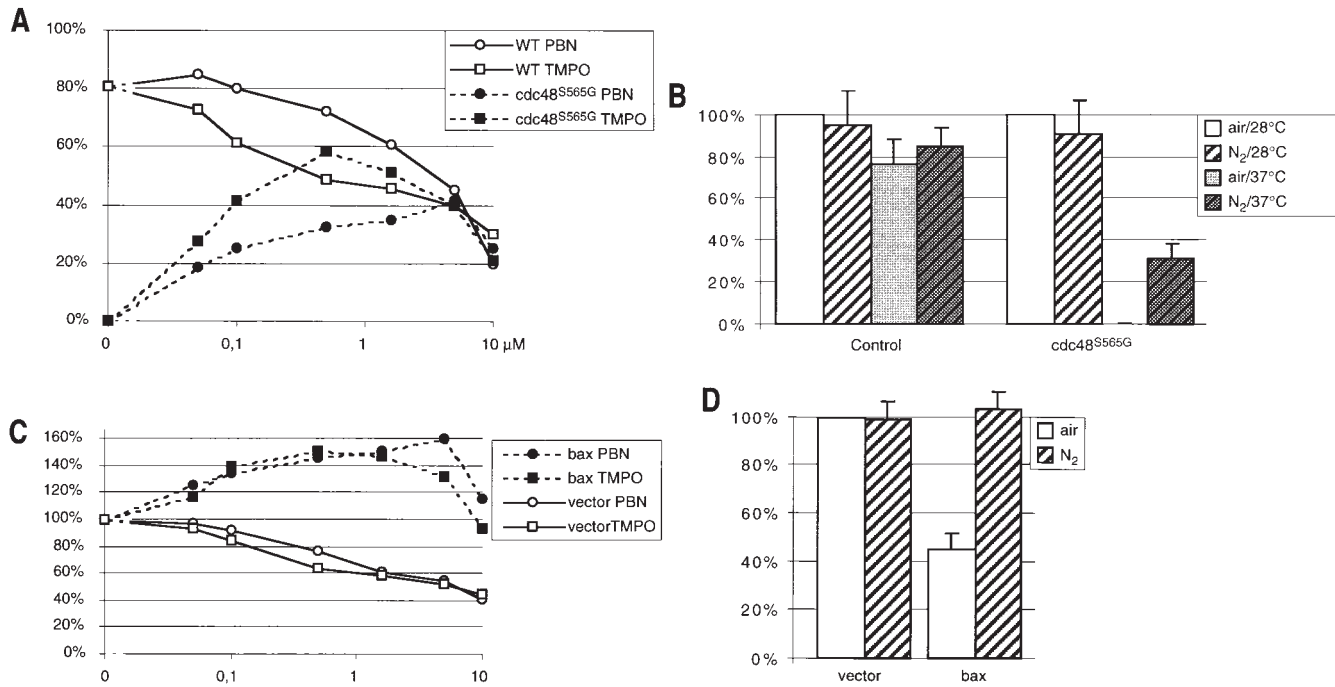 A
100%
80%
60%
40%
20%
0%
0
0,1
1
10 µM
WT PBN
WT TMPO
cdc48S565G PBN
cdc48S565G TMPO
B
100%
80%
60%
40%
20%
0%
Control
cdc48S565G
air/28°C
N2/28°C
air/37°C
N2/37°C
C
160%
140%
120%
100%
80%
60%
40%
20%
0%
0
0,1
1
10
bax PBN
bax TMPO
vector PBN
vectorTMPO
D
100%
80%
60%
40%
20%
0%
vector
bax
air
N2